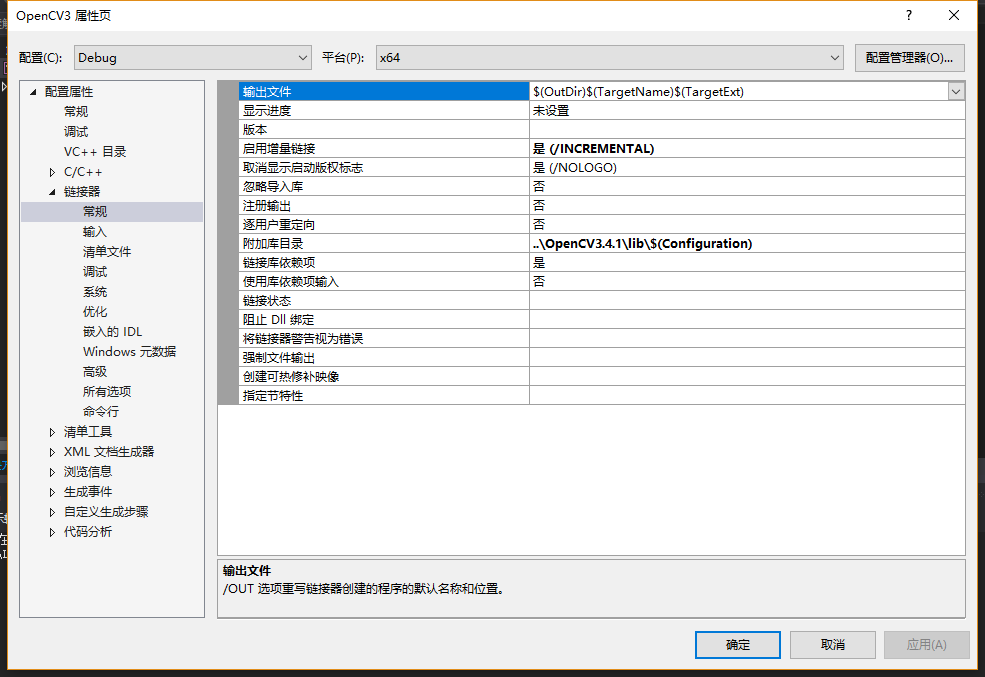 OpenCV3 属性页
?
配置(C):
Debug
平台(P):
x64
配置管理器(O)...
配置属性
常规
调试
VC++ 目录
C/C++
链接器
常规
输入
清单文件
调试
系统
优化
嵌入的 IDL
Windows 元数据
高级
所有选项
命令行
清单工具
XML 文档生成器
浏览信息
生成事件
自定义生成步骤
代码分析
输出文件 $(OutDir)$(TargetName)$(TargetExt)
显示进度 未设置
版本
启用增量链接 是 (/INCREMENTAL)
取消显示启动版权标志 是 (/NOLOGO)
忽略导入库 否
注册输出 否
逐用户重定向 否
附加库目录 ..\OpenCV3.4.1\lib\$(Configuration)
链接库依赖项 是
使用库依赖项输入 否
链接状态
阻止 Dll 绑定
将链接器警告视为错误
强制文件输出
创建可热修补映像
指定节特性
输出文件
/OUT 选项重写链接器创建的程序的默认名称和位置。
确定
取消
应用(A)